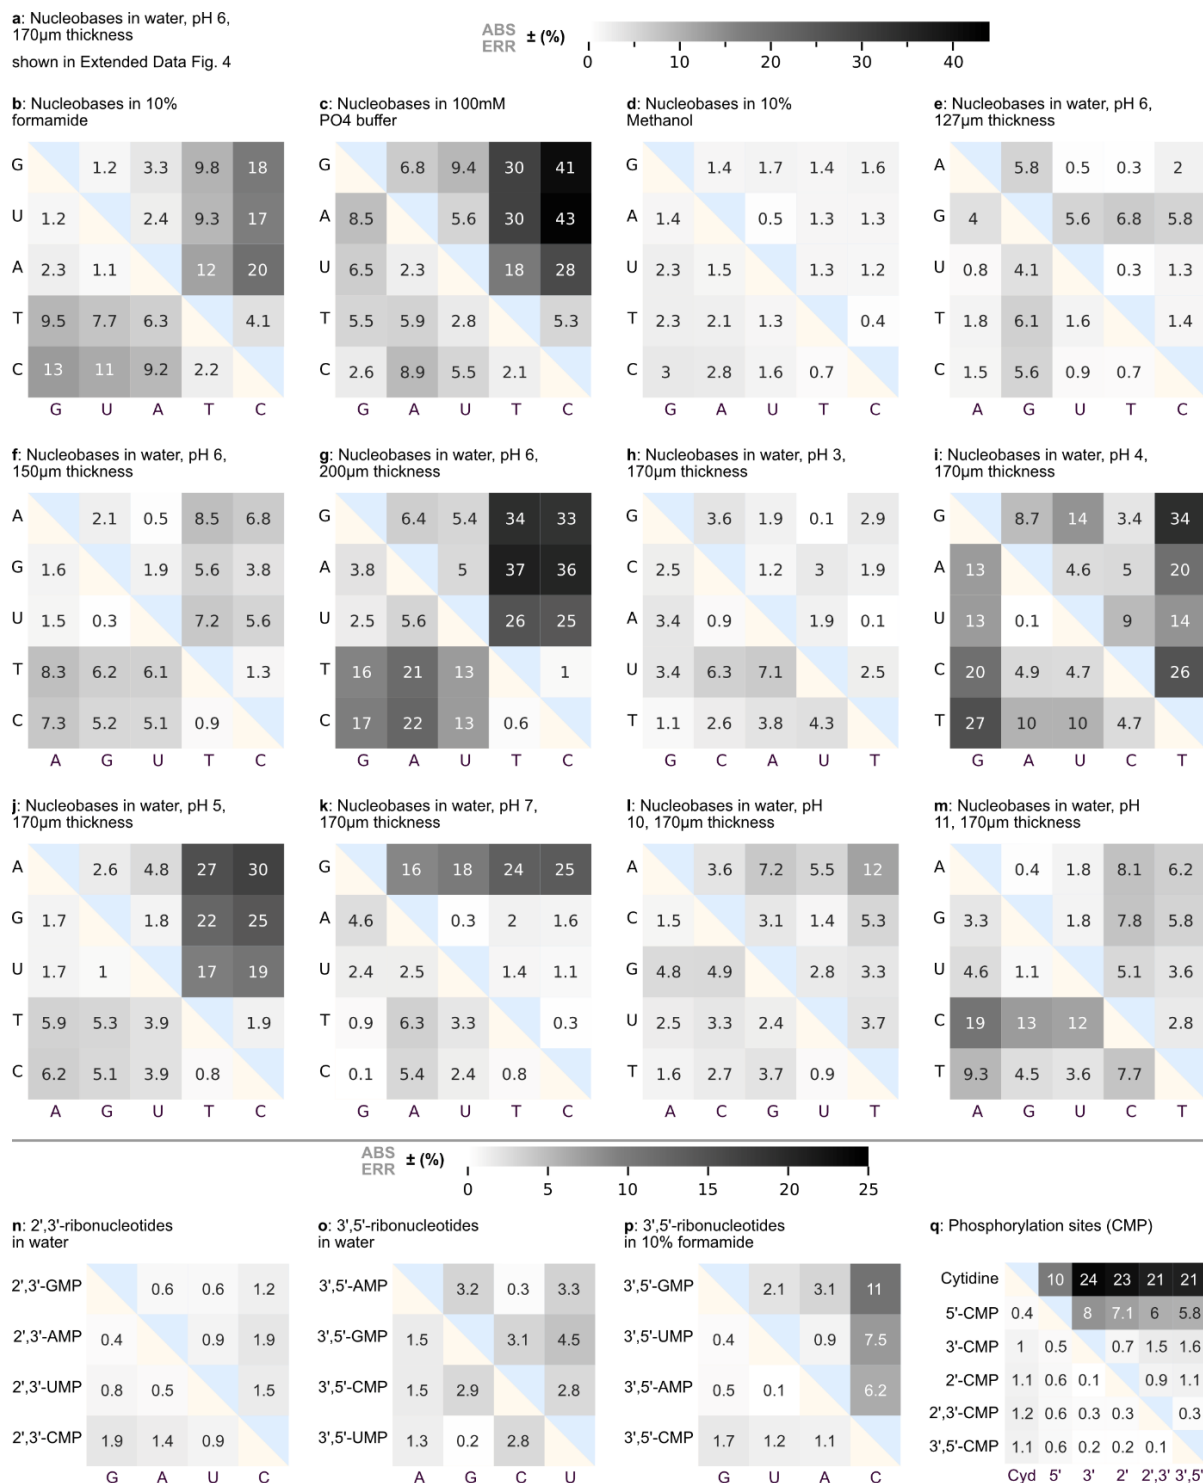 a: Nucleobases in water, pH 6,
170µm thickness
shown in Extended Data Fig. 4
ABS
ERR
± (%)
0 10 20 30 40
b: Nucleobases in 10%
formamide
G 1.2 3.3 9.8 18
U 1.2 2.4 9.3 17
A 2.3 1.1 12 20
T 9.5 7.7 6.3 4.1
C 13 11 9.2 2.2
G U A T C
c: Nucleobases in 100mM
PO4 buffer
G 6.8 9.4 30 41
A 8.5 5.6 30 43
U 6.5 2.3 18 28
T 5.5 5.9 2.8 5.3
C 2.6 8.9 5.5 2.1
G A U T C
d: Nucleobases in 10%
Methanol
G 1.4 1.7 1.4 1.6
A 1.4 0.5 1.3 1.3
U 2.3 1.5 1.3 1.2
T 2.3 2.1 1.3 0.4
C 3 2.8 1.6 0.7
G A U T C
e: Nucleobases in water, pH 6,
127µm thickness
A 5.8 0.5 0.3 2
G 4 5.6 6.8 5.8
U 0.8 4.1 0.3 1.3
T 1.8 6.1 1.6 1.4
C 1.5 5.6 0.9 0.7
A G U T C
f: Nucleobases in water, pH 6,
150µm thickness
A 2.1 0.5 8.5 6.8
G 1.6 1.9 5.6 3.8
U 1.5 0.3 7.2 5.6
T 8.3 6.2 6.1 1.3
C 7.3 5.2 5.1 0.9
A G U T C
g: Nucleobases in water, pH 6,
200µm thickness
G 6.4 5.4 34 33
A 3.8 5 37 36
U 2.5 5.6 26 25
T 16 21 13 1
C 17 22 13 0.6
G A U T C
h: Nucleobases in water, pH 3,
170µm thickness
G 3.6 1.9 0.1 2.9
C 2.5 1.2 3 1.9
A 3.4 0.9 1.9 0.1
U 3.4 6.3 7.1 2.5
T 1.1 2.6 3.8 4.3
G C A U T
i: Nucleobases in water, pH 4,
170µm thickness
G 8.7 14 3.4 34
A 13 4.6 5 20
U 13 0.1 9 14
C 20 4.9 4.7 26
T 27 10 10 4.7
G A U C T
j: Nucleobases in water, pH 5,
170µm thickness
A 2.6 4.8 27 30
G 1.7 1.8 22 25
U 1.7 1 17 19
T 5.9 5.3 3.9 1.9
C 6.2 5.1 3.9 0.8
A G U T C
k: Nucleobases in water, pH 7,
170µm thickness
G 16 18 24 25
A 4.6 0.3 2 1.6
U 2.4 2.5 1.4 1.1
T 0.9 6.3 3.3 0.3
C 0.1 5.4 2.4 0.8
G A U T C
l: Nucleobases in water, pH
10, 170µm thickness
A 3.6 7.2 5.5 12
C 1.5 3.1 1.4 5.3
G 4.8 4.9 2.8 3.3
U 2.5 3.3 2.4 3.7
T 1.6 2.7 3.7 0.9
A C G U T
m: Nucleobases in water, pH
11, 170µm thickness
A 0.4 1.8 8.1 6.2
G 3.3 1.8 7.8 5.8
U 4.6 1.1 5.1 3.6
C 19 13 12 2.8
T 9.3 4.5 3.6 7.7
A G U C T
ABS
ERR
± (%)
0 5 10 15 20 25
n: 2',3'-ribonucleotides
in water
2',3'-GMP 0.6 0.6 1.2
2',3'-AMP 0.4 0.9 1.9
2',3'-UMP 0.8 0.5 1.5
2',3'-CMP 1.9 1.4 0.9
G A U C
o: 3',5'-ribonucleotides
in water
3',5'-AMP 3.2 0.3 3.3
3',5'-GMP 1.5 3.1 4.5
3',5'-CMP 1.5 2.9 2.8
3',5'-UMP 1.3 0.2 2.8
A G C U
p: 3',5'-ribonucleotides
in 10% formamide
3',5'-GMP 2.1 3.1 11
3',5'-UMP 0.4 0.9 7.5
3',5'-AMP 0.5 0.1 6.2
3',5'-CMP 1.7 1.2 1.1
G U A C
q: Phosphorylation sites (CMP)
Cytidine 10 24 23 21 21
5'-CMP 0.4 8 7.1 6 5.8
3'-CMP 1 0.5 0.7 1.5 1.6
2'-CMP 1.1 0.6 0.1 0.9 1.1
2',3'-CMP 1.2 0.6 0.3 0.3 0.3
3',5'-CMP 1.1 0.6 0.2 0.2 0.1
Cyd 5' 3' 2' 2',3' 3',5'